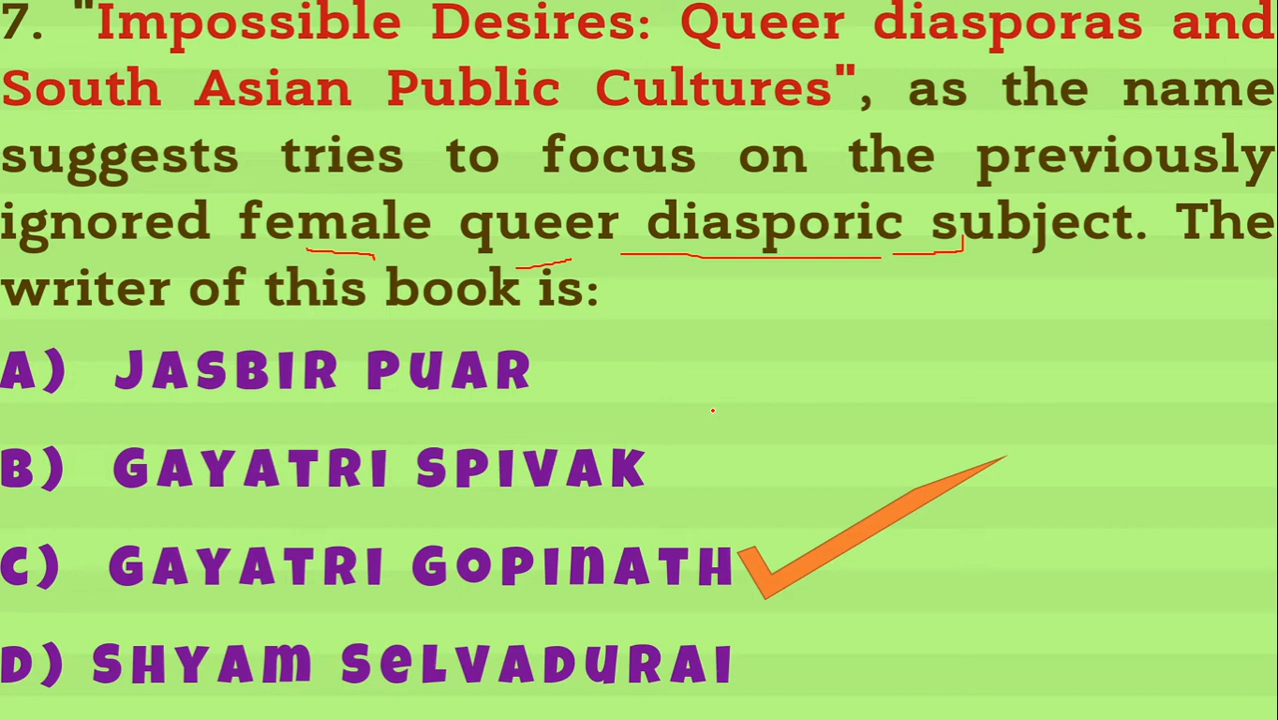 7. "Impossible Desires: Queer diasporas and
South Asian Public Cultures", as the name
suggests tries to focus on the previously
ignored female queer diasporic subject. The
writer of this book is:
A) JASBIR PUAR
B) GAYATRI SPIVAK
C) GAYATRI GOPINATH
D) SHYAM SELVADURAI